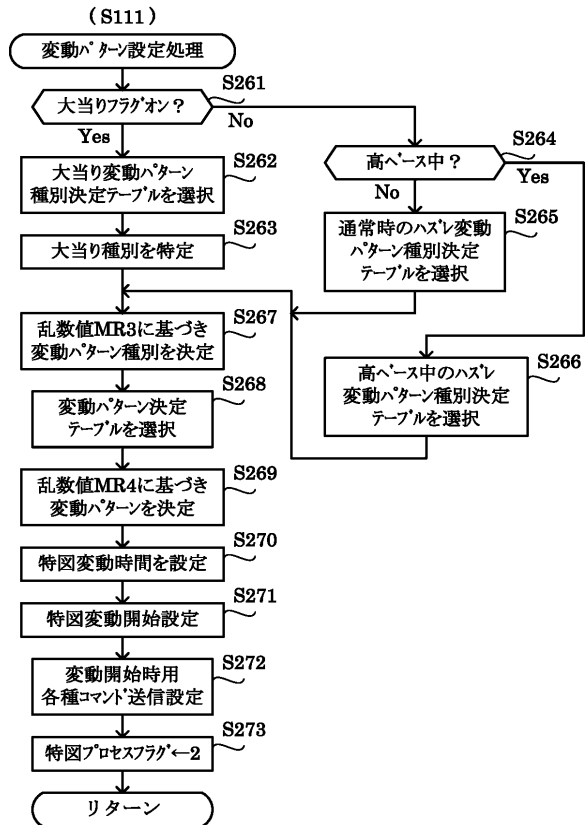 (S111)
変動パターン設定処理
S261
大当りフラグオン?
Yes
No
S262
大当り変動パターン
種別決定テーブルを選択
S263
大当り種別を特定
S264
高ベース中?
No
Yes
S265
通常時のハズレ変動
パターン種別決定
テーブルを選択
S266
高ベース中のハズレ
変動パターン種別決定
テーブルを選択
S267
乱数値MR3に基づき
変動パターン種別を決定
S268
変動パターン決定
テーブルを選択
S269
乱数値MR4に基づき
変動パターンを決定
S270
特図変動時間を設定
S271
特図変動開始設定
S272
変動開始時用
各種コマンド送信設定
S273
特図プロセスフラグ←2
リターン